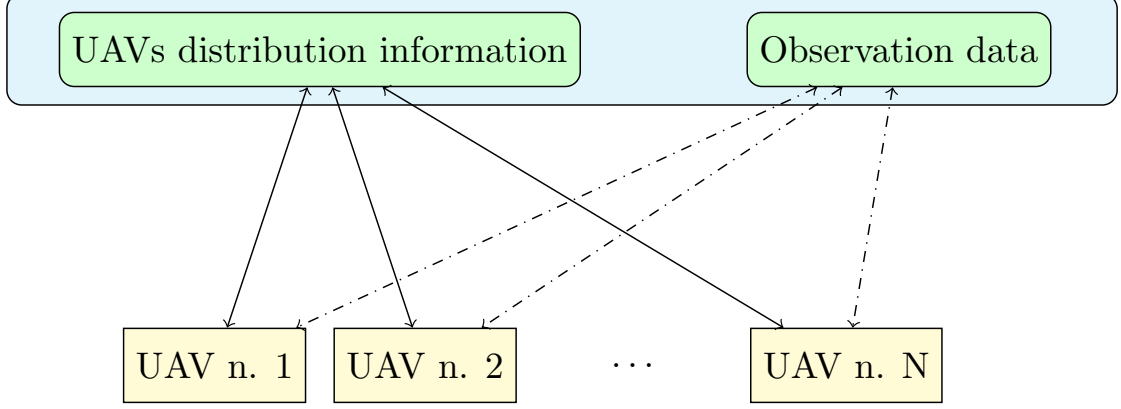 UAVs distribution information
Observation data
UAV n. 1
UAV n. 2
...
UAV n. N